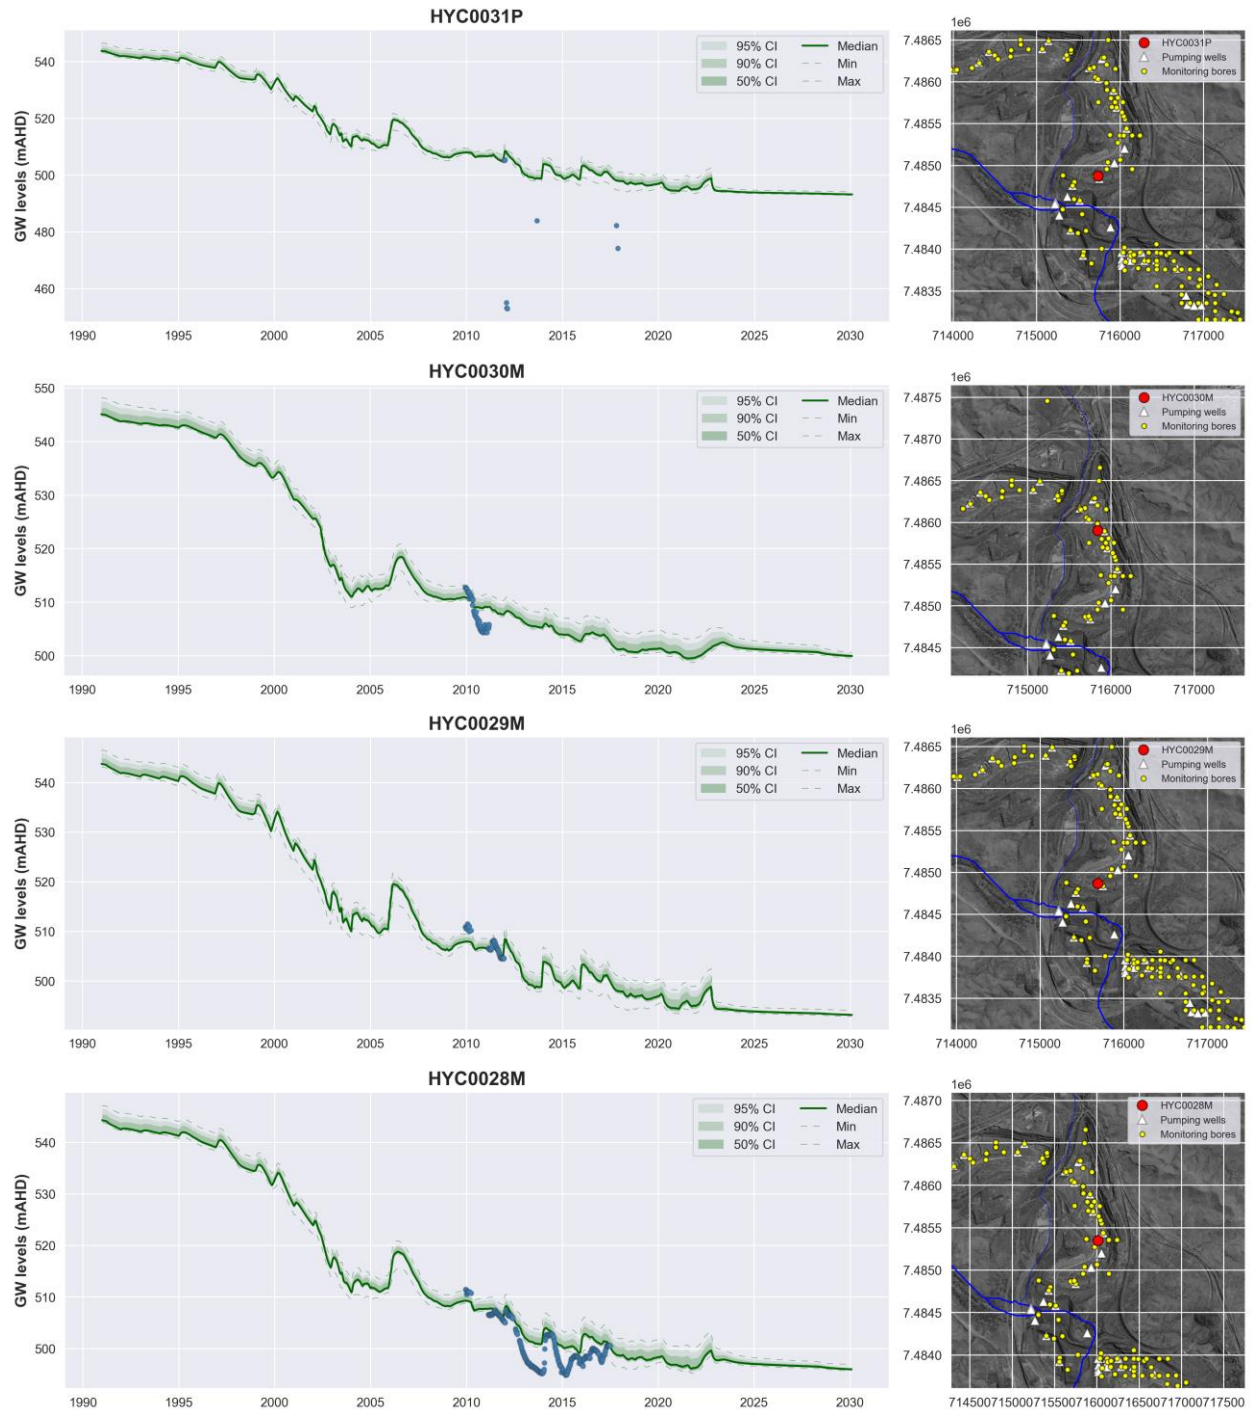 HYC0031P
GW levels (mAHD)
540
520
500
480
460
1990 1995 2000 2005 2010 2015 2020 2025 2030
95% CI
90% CI
50% CI
Median
Min
Max
1e6
7.4865
7.4860
7.4855
7.4850
7.4845
7.4840
7.4835
714000 715000 716000 717000
HYC0031P
Pumping wells
Monitoring bores
HYC0030M
GW levels (mAHD)
550
540
530
520
510
500
1990 1995 2000 2005 2010 2015 2020 2025 2030
95% CI
90% CI
50% CI
Median
Min
Max
1e6
7.4875
7.4870
7.4865
7.4860
7.4855
7.4850
7.4845
715000 716000 717000
HYC0030M
Pumping wells
Monitoring bores
HYC0029M
GW levels (mAHD)
540
530
520
510
500
1990 1995 2000 2005 2010 2015 2020 2025 2030
95% CI
90% CI
50% CI
Median
Min
Max
1e6
7.4865
7.4860
7.4855
7.4850
7.4845
7.4840
7.4835
714000 715000 716000 717000
HYC0029M
Pumping wells
Monitoring bores
HYC0028M
GW levels (mAHD)
540
530
520
510
500
1990 1995 2000 2005 2010 2015 2020 2025 2030
95% CI
90% CI
50% CI
Median
Min
Max
1e6
7.4870
7.4865
7.4860
7.4855
7.4850
7.4845
7.4840
714500 715000 715500 716000 716500 717000 717500
HYC0028M
Pumping wells
Monitoring bores